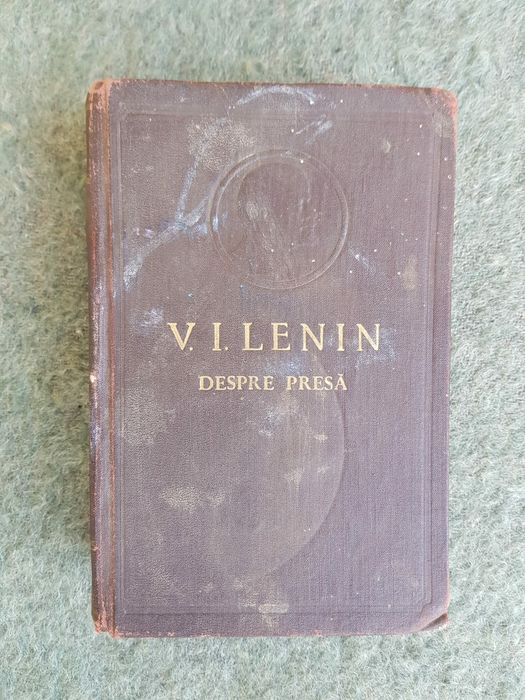 V. I. LENIN
DESPRE PRESĂ